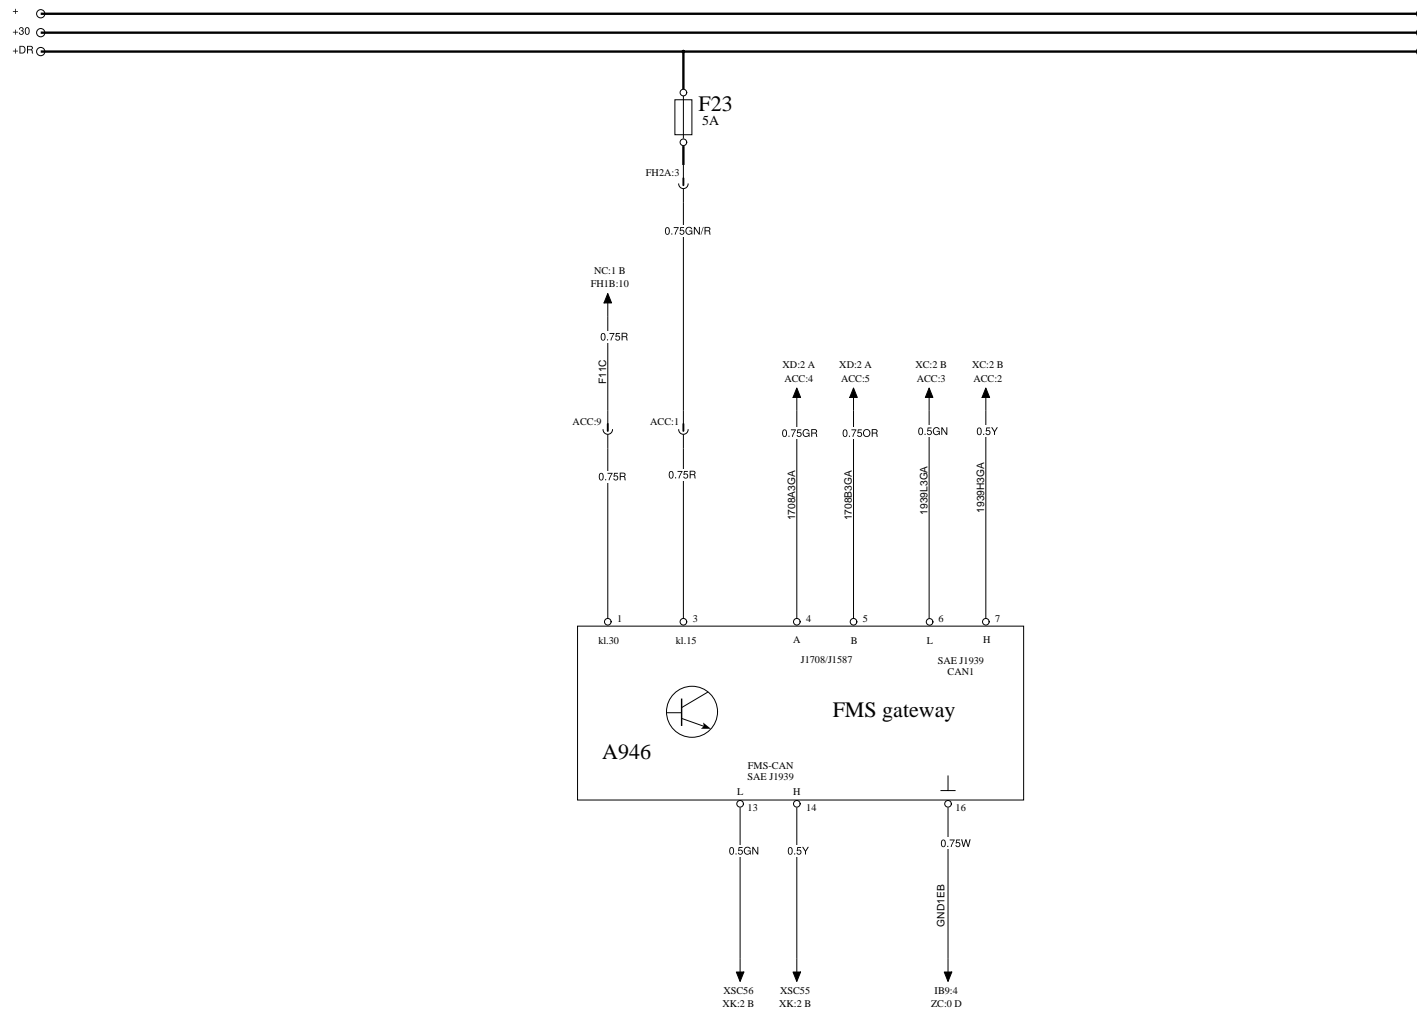 +
+30
+DR
F23
5A
FH2A:3
0.75GN/R
NC:1 B
FH1B:10
0.75R
F11C
XD:2 A
ACC:4
XD:2 A
ACC:5
XC:2 B
ACC:3
XC:2 B
ACC:2
ACC:9
ACC:1
0.75GR
0.75OR
0.5GN
0.5Y
0.75R
0.75R
1708A3GA
1708B3GA
1939L3GA
1939H3GA
1
3
4
5
6
7
kl.30
kl.15
A
B
L
H
J1708/J1587
SAE J1939
CAN1
FMS gateway
A946
FMS-CAN
SAE J1939
L
H
13
14
16
0.5GN
0.5Y
0.75W
GND1EB
XSC56
XK:2 B
XSC55
XK:2 B
IB9:4
ZC:0 D